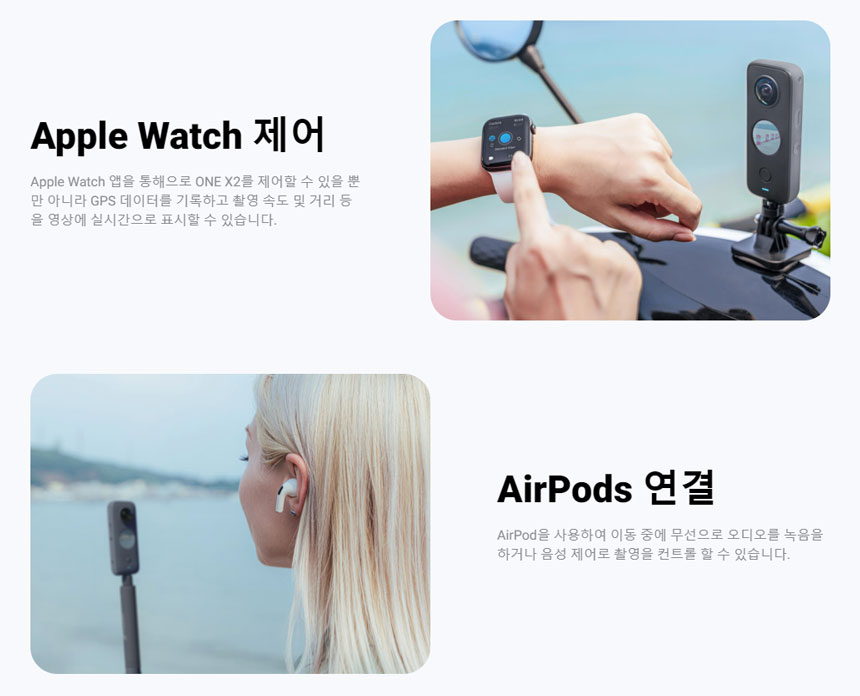 Apple Watch 제어
Apple Watch 앱을 통해으로 ONE X2를 제어할 수 있을 뿐
만 아니라 GPS 데이터를 기록하고 촬영 속도 및 거리 등
을 영상에 실시간으로 표시할 수 있습니다.
AirPods 연결
AirPod을 사용하여 이동 중에 무선으로 오디오를 녹음을
하거나 음성 제어로 촬영을 컨트롤 할 수 있습니다.